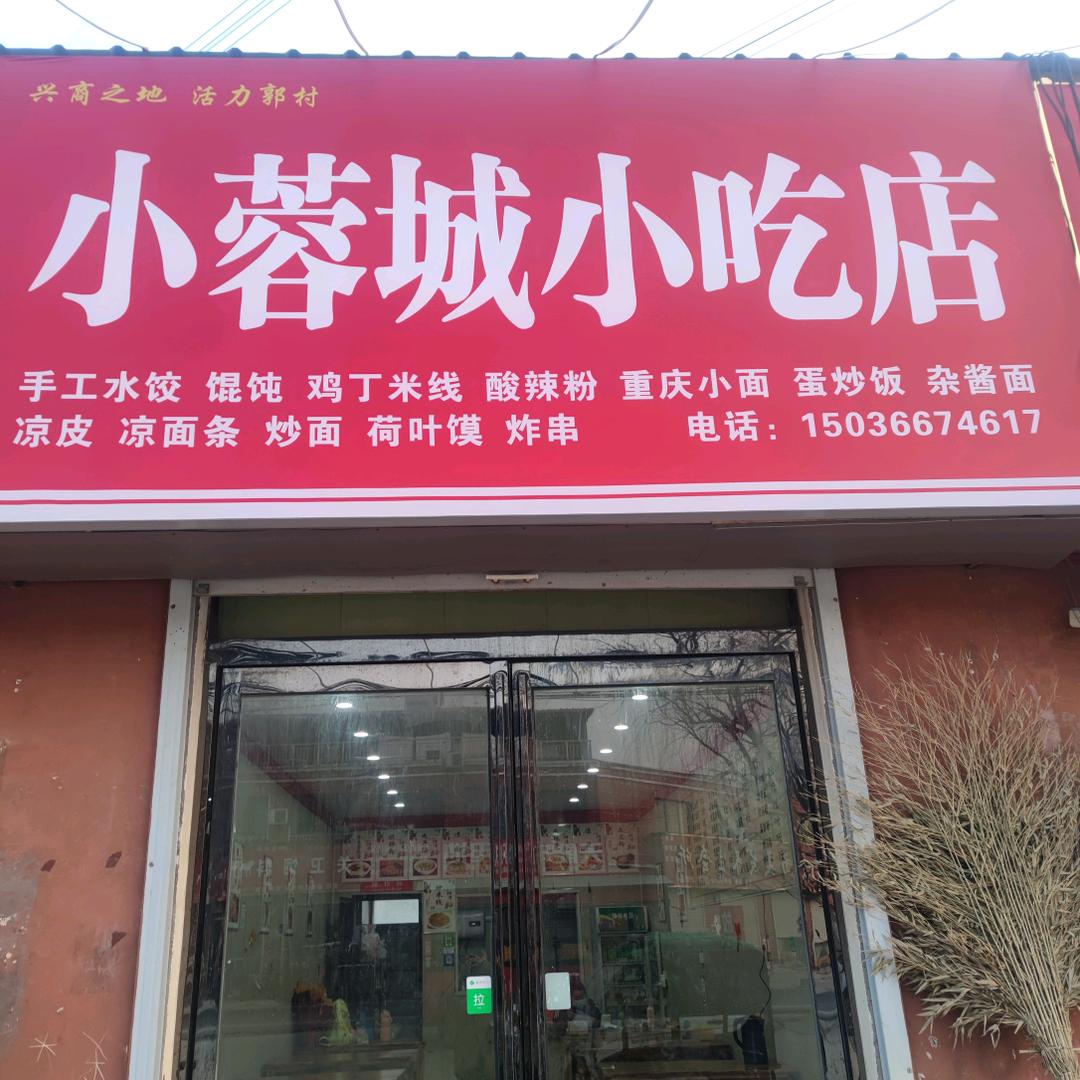 兴商之地 活力郭村
小蓉城小吃店
手工水饺 馄饨 鸡丁米线 酸辣粉 重庆小面 蛋炒饭 杂酱面
凉皮 凉面条 炒面 荷叶馍 炸串 电话：15036674617
拉